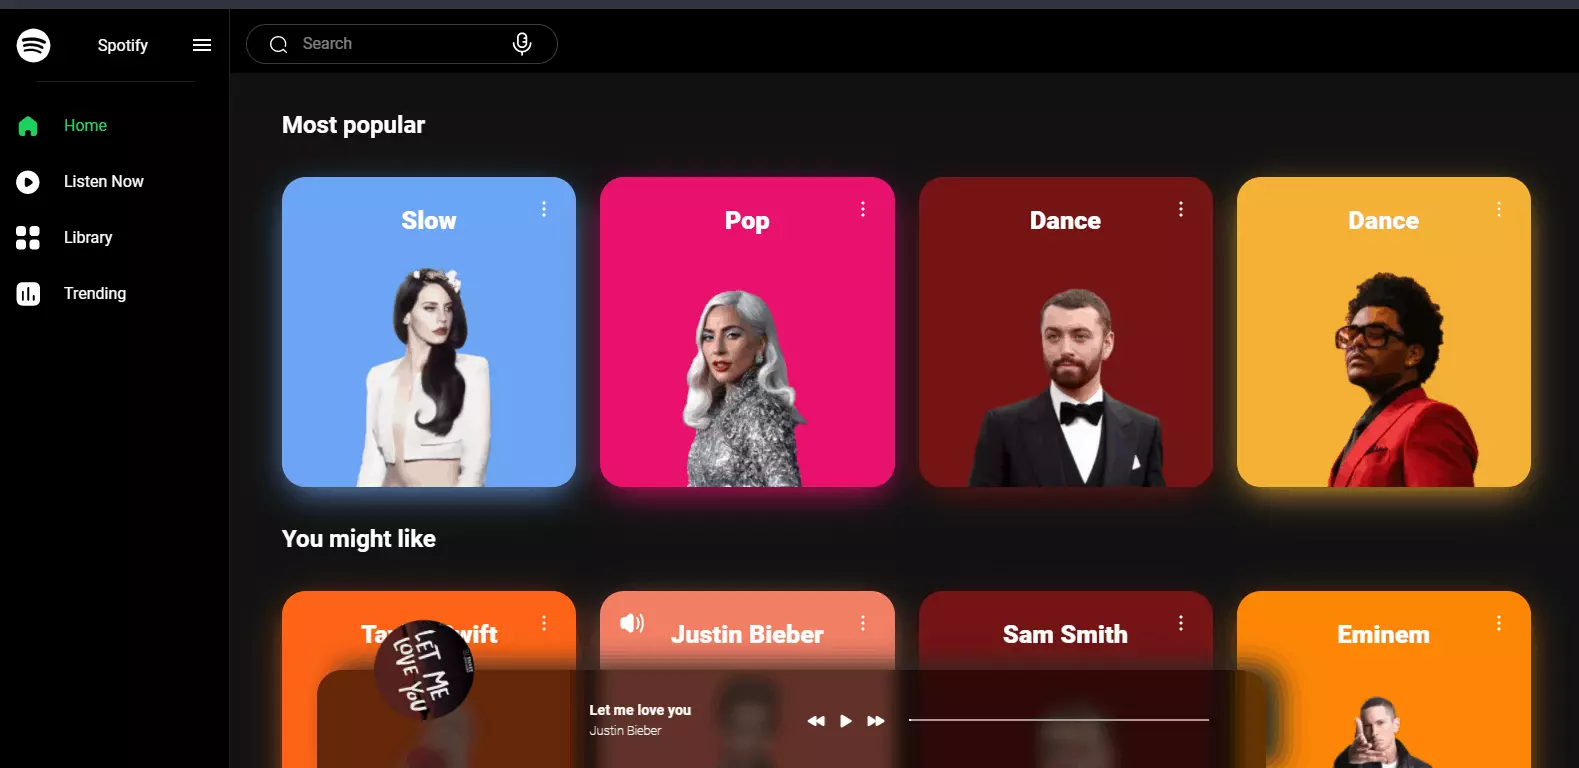 Spotify
Search
Home
Listen Now
Library
Trending
Most popular
Slow
Pop
Dance
Dance
You might like
Ta wift
Justin Bieber
Sam Smith
Eminem
LET ME
LOVE YOU
Let me love you
Justin Bieber